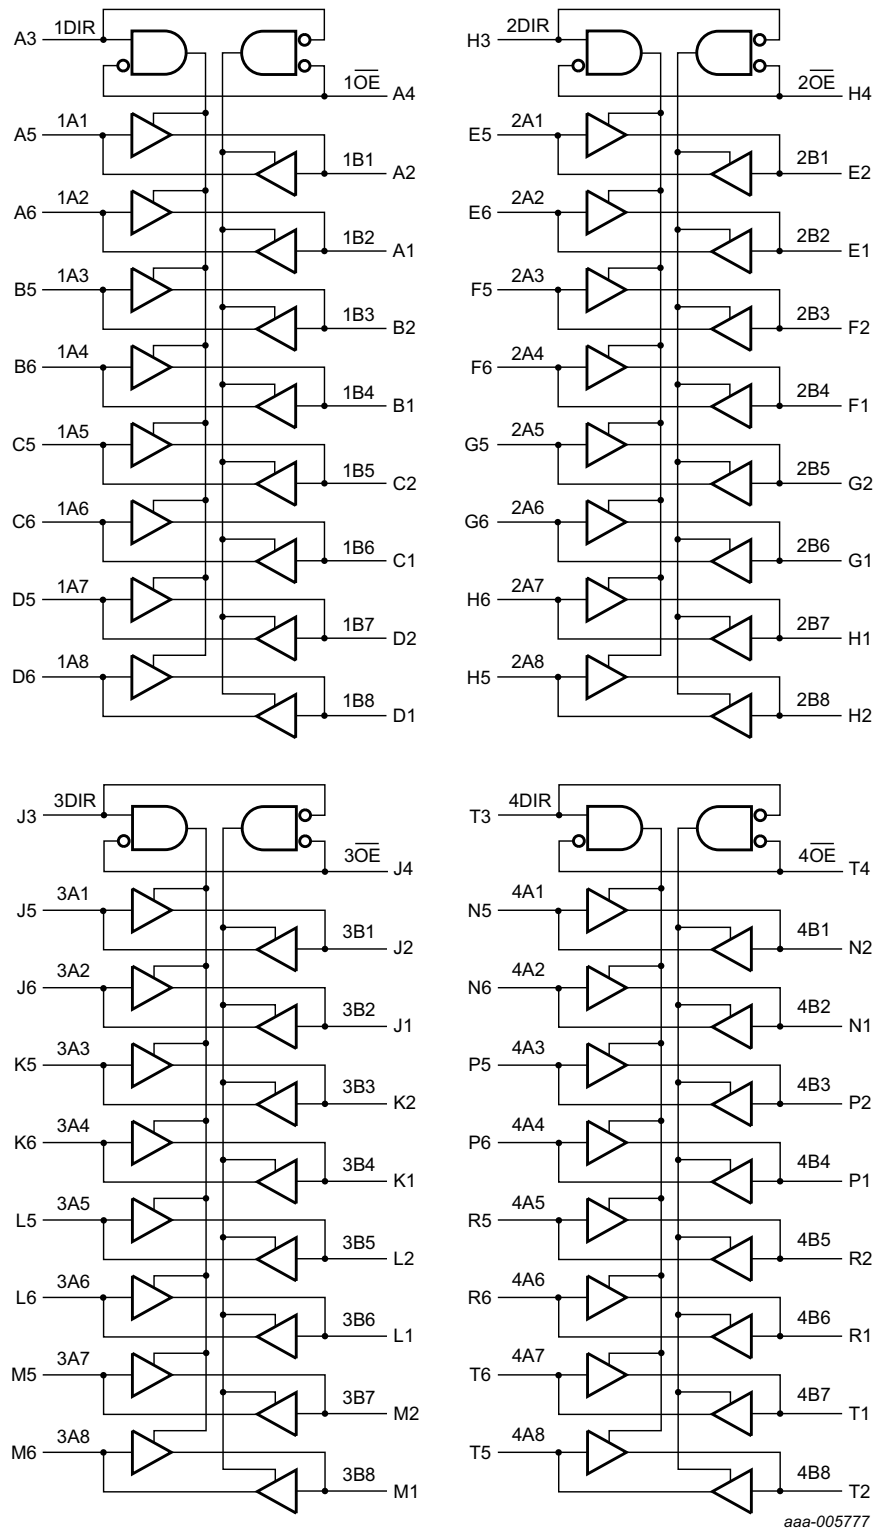 A3 1DIR
1O̅E̅ A4
A5 1A1
1B1 A2
A6 1A2
1B2 A1
B5 1A3
1B3 B2
B6 1A4
1B4 B1
C5 1A5
1B5 C2
C6 1A6
1B6 C1
D5 1A7
1B7 D2
D6 1A8
1B8 D1
H3 2DIR
2O̅E̅ H4
E5 2A1
2B1 E2
E6 2A2
2B2 E1
F5 2A3
2B3 F2
F6 2A4
2B4 F1
G5 2A5
2B5 G2
G6 2A6
2B6 G1
H6 2A7
2B7 H1
H5 2A8
2B8 H2
J3 3DIR
3O̅E̅ J4
J5 3A1
3B1 J2
J6 3A2
3B2 J1
K5 3A3
3B3 K2
K6 3A4
3B4 K1
L5 3A5
3B5 L2
L6 3A6
3B6 L1
M5 3A7
3B7 M2
M6 3A8
3B8 M1
T3 4DIR
4O̅E̅ T4
N5 4A1
4B1 N2
N6 4A2
4B2 N1
P5 4A3
4B3 P2
P6 4A4
4B4 P1
R5 4A5
4B5 R2
R6 4A6
4B6 R1
T6 4A7
4B7 T1
T5 4A8
4B8 T2
aaa-005777